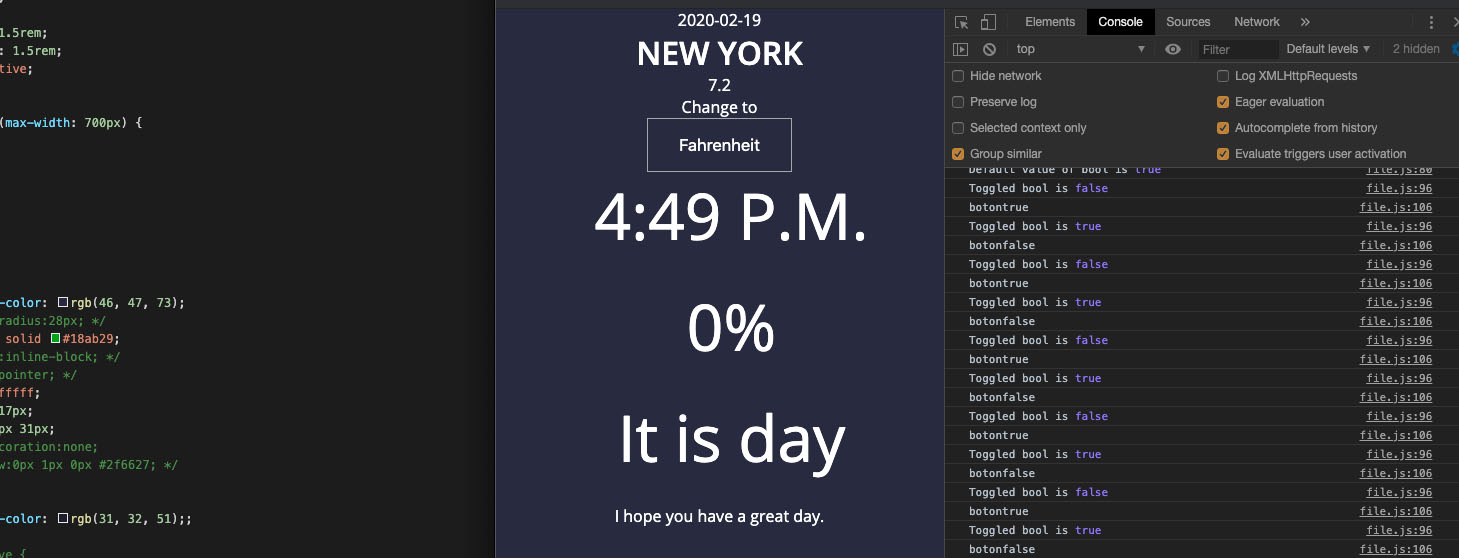 1.5rem;
: 1.5rem;
tive;
(max-width: 700px) {
-color: rgb(46, 47, 73);
radius:28px; */
solid #18ab29;
:inline-block; */
pointer; */
fffff;
17px;
px 31px;
coration:none;
w:0px 1px 0px #2f6627; */
-color: rgb(31, 32, 51);;
ve {
2020-02-19
NEW YORK
7.2
Change to
Fahrenheit
4:49 P.M.
0%
It is day
I hope you have a great day.
Elements Console Sources Network »
top Filter Default levels 2 hidden
Hide network Log XMLHttpRequests
Preserve log Eager evaluation
Selected context only Autocomplete from history
Group similar Evaluate triggers user activation
Default value of bool is true file.js:80
Toggled bool is false file.js:96
botontrue file.js:106
Toggled bool is true file.js:96
botonfalse file.js:106
Toggled bool is false file.js:96
botontrue file.js:106
Toggled bool is true file.js:96
botonfalse file.js:106
Toggled bool is false file.js:96
botontrue file.js:106
Toggled bool is true file.js:96
botonfalse file.js:106
Toggled bool is false file.js:96
botontrue file.js:106
Toggled bool is true file.js:96
botonfalse file.js:106
Toggled bool is false file.js:96
botontrue file.js:106
Toggled bool is true file.js:96
botonfalse file.js:106